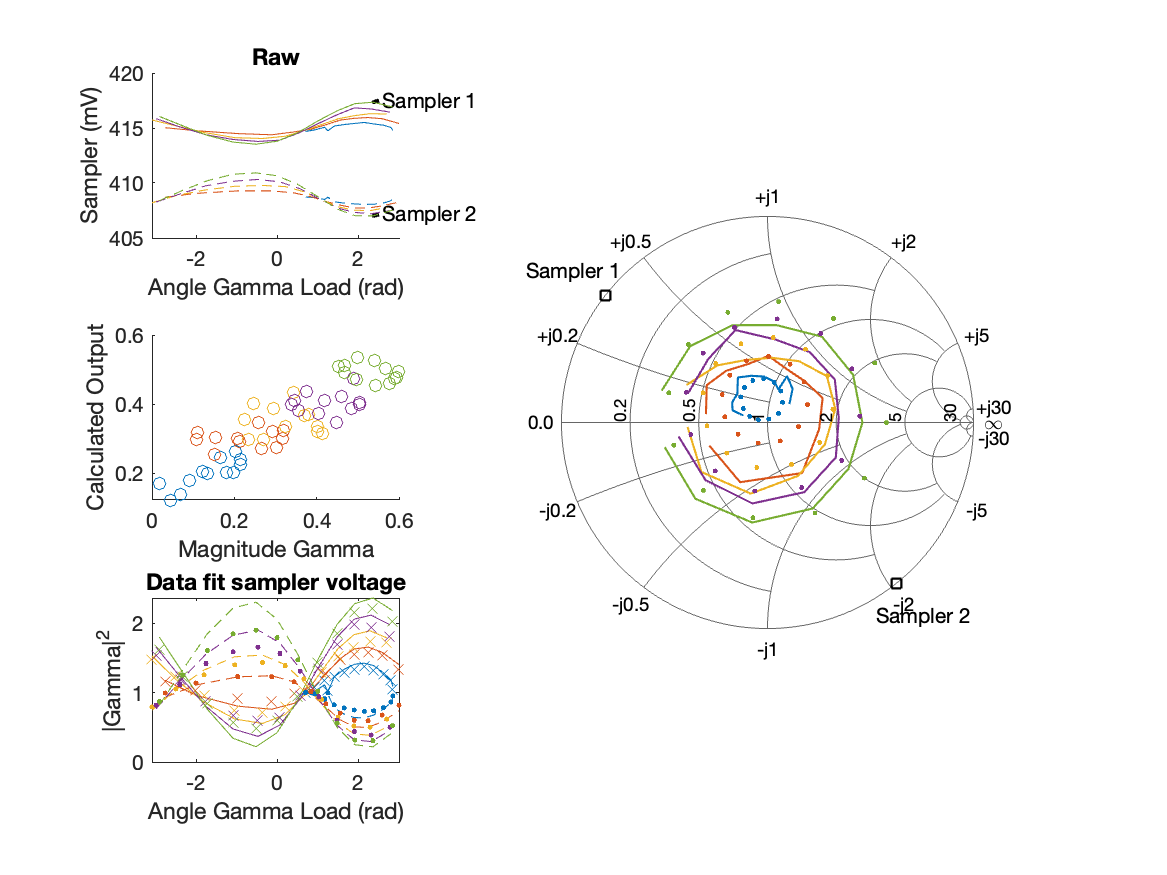 Raw
420
415
410
405
Sampler (mV)
Sampler 1
Sampler 2
-2
0
2
Angle Gamma Load (rad)
0.6
0.4
0.2
Calculated Output
0
0.2
0.4
0.6
Magnitude Gamma
Data fit sampler voltage
2
1
0
|Gamma|²
-2
0
2
Angle Gamma Load (rad)
+j1
+j0.5
+j2
Sampler 1
+j0.2
+j5
0.0
0.2
0.5
1
2
5
30
+j30
∞
-j30
-j0.2
-j5
-j0.5
-j2
Sampler 2
-j1